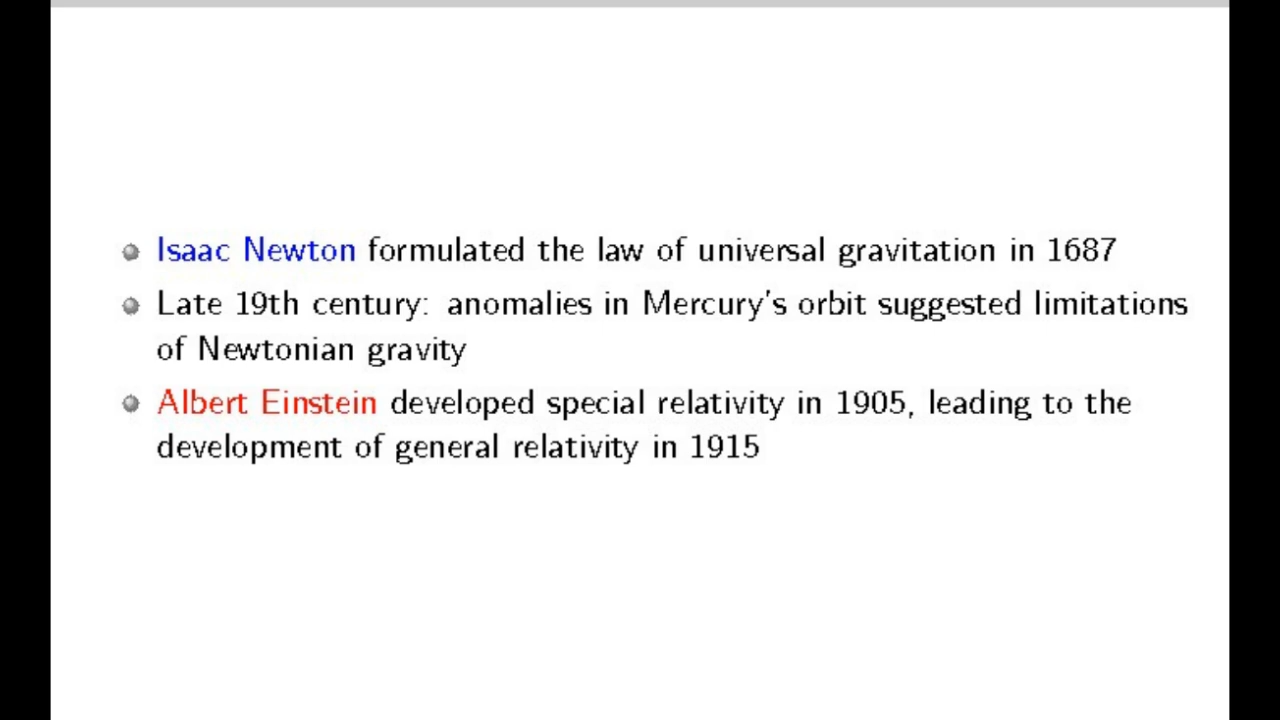 Isaac Newton formulated the law of universal gravitation in 1687
Late 19th century: anomalies in Mercury's orbit suggested limitations
of Newtonian gravity
Albert Einstein developed special relativity in 1905, leading to the
development of general relativity in 1915